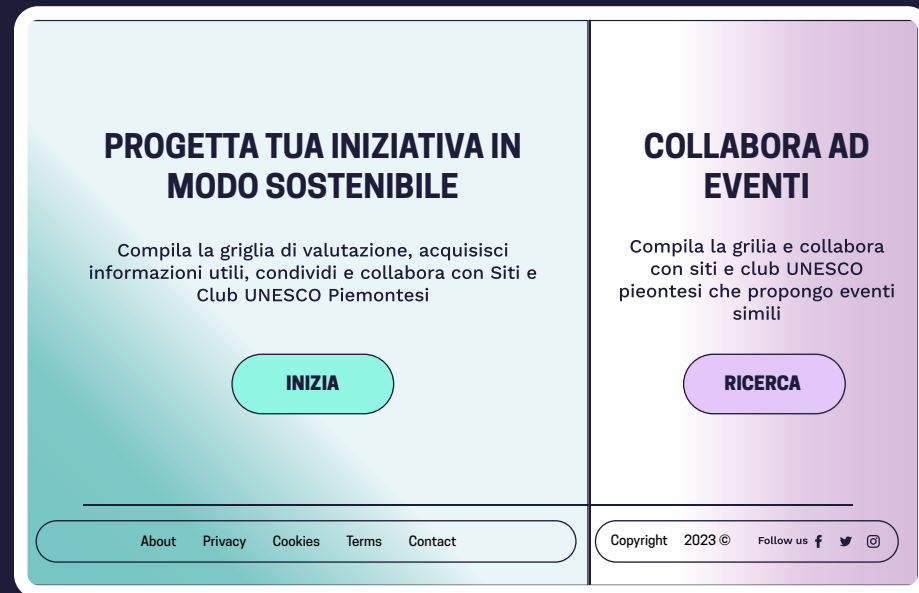 PROGETTA TUA INIZIATIVA IN
MODO SOSTENIBILE
Compila la griglia di valutazione, acquisisci
informazioni utili, condividi e collabora con Siti e
Club UNESCO Piemontesi
INIZIA
COLLABORA AD
EVENTI
Compila la grilia e collabora
con siti e club UNESCO
pieontesi che propongo eventi
simili
RICERCA
About Privacy Cookies Terms Contact
Copyright 2023 © Follow us